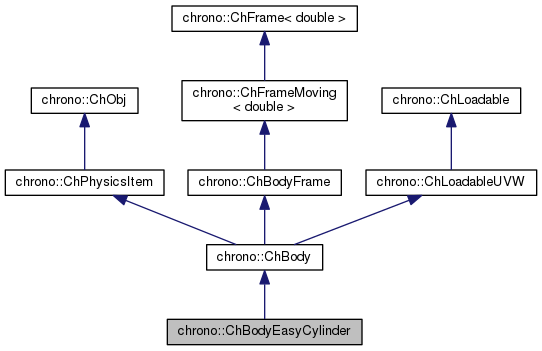 chrono::ChFrame< double >
chrono::ChFrameMoving
< double >
chrono::ChObj
chrono::ChLoadable
chrono::ChPhysicsItem
chrono::ChBodyFrame
chrono::ChLoadableUVW
chrono::ChBody
chrono::ChBodyEasyCylinder